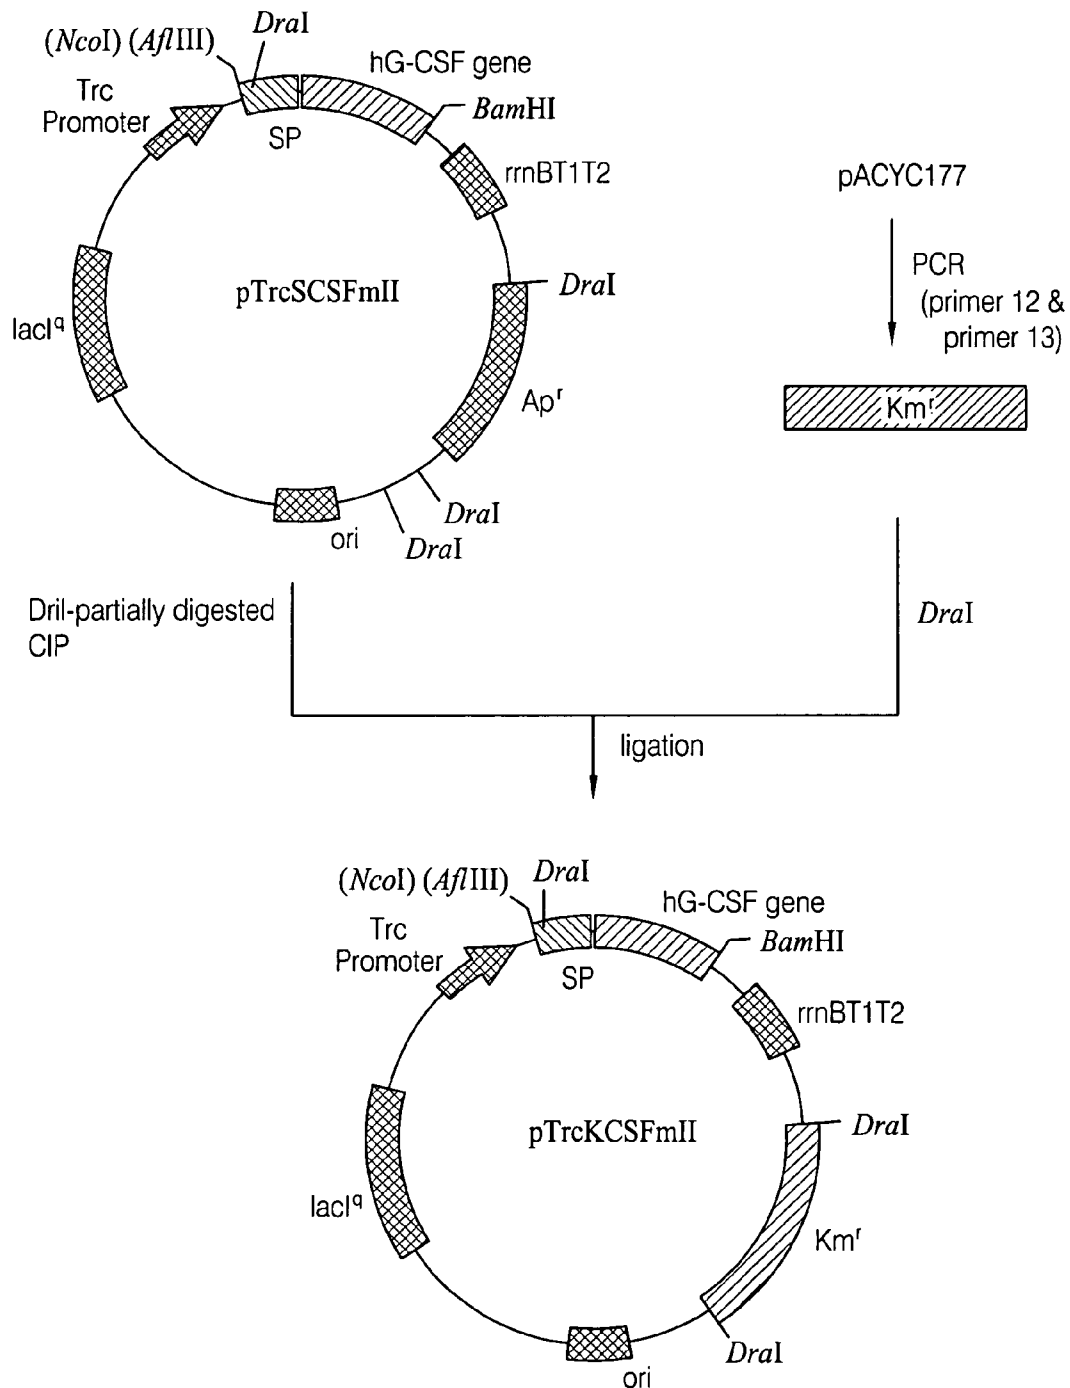 DraI
(NcoI) (AflIII)
hG-CSF gene
Trc
Promoter
BamHI
SP
rrnBT1T2
pACYC177
pTrcSCSFmII
DraI
PCR
(primer 12 &
primer 13)
lacIq
Apr
Kmr
DraI
ori
DraI
DriI-partially digested
CIP
DraI
ligation
(NcoI) (AflIII)
DraI
hG-CSF gene
Trc
Promoter
BamHI
SP
rrnBT1T2
pTrcKCSFmII
DraI
lacIq
Kmr
DraI
ori